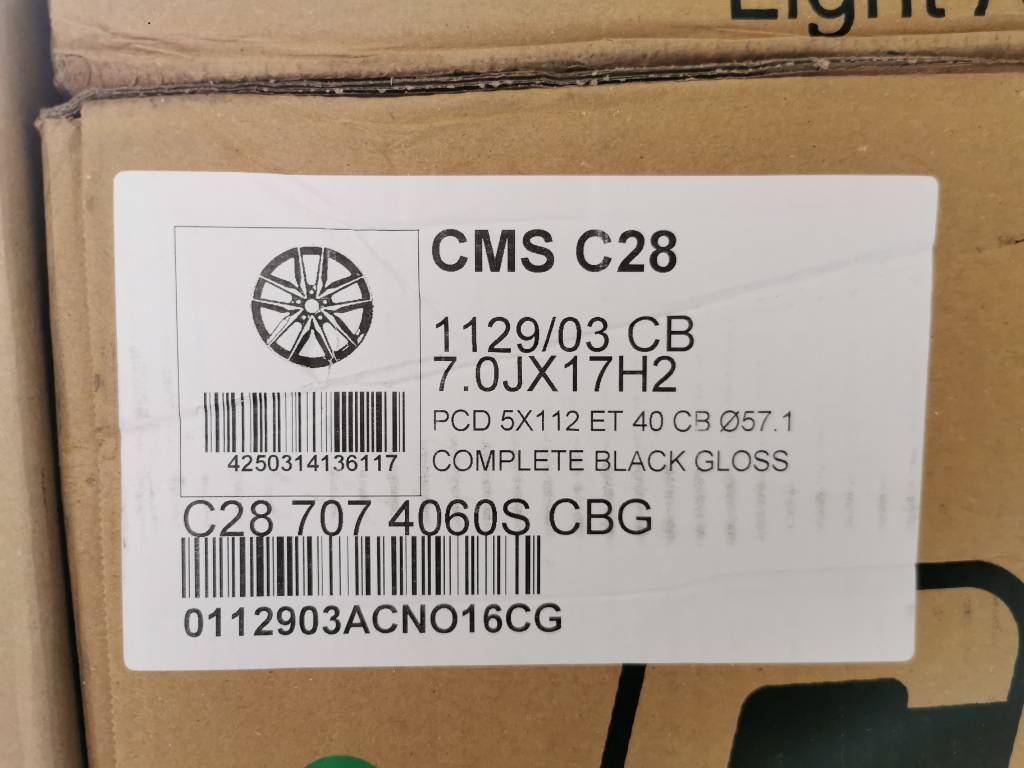 Light
CMS C28
1129/03 CB
7.0JX17H2
PCD 5X112 ET 40 CB Ø57.1
COMPLETE BLACK GLOSS
4250314136117
C28 707 4060S CBG
0112903ACNO16CG